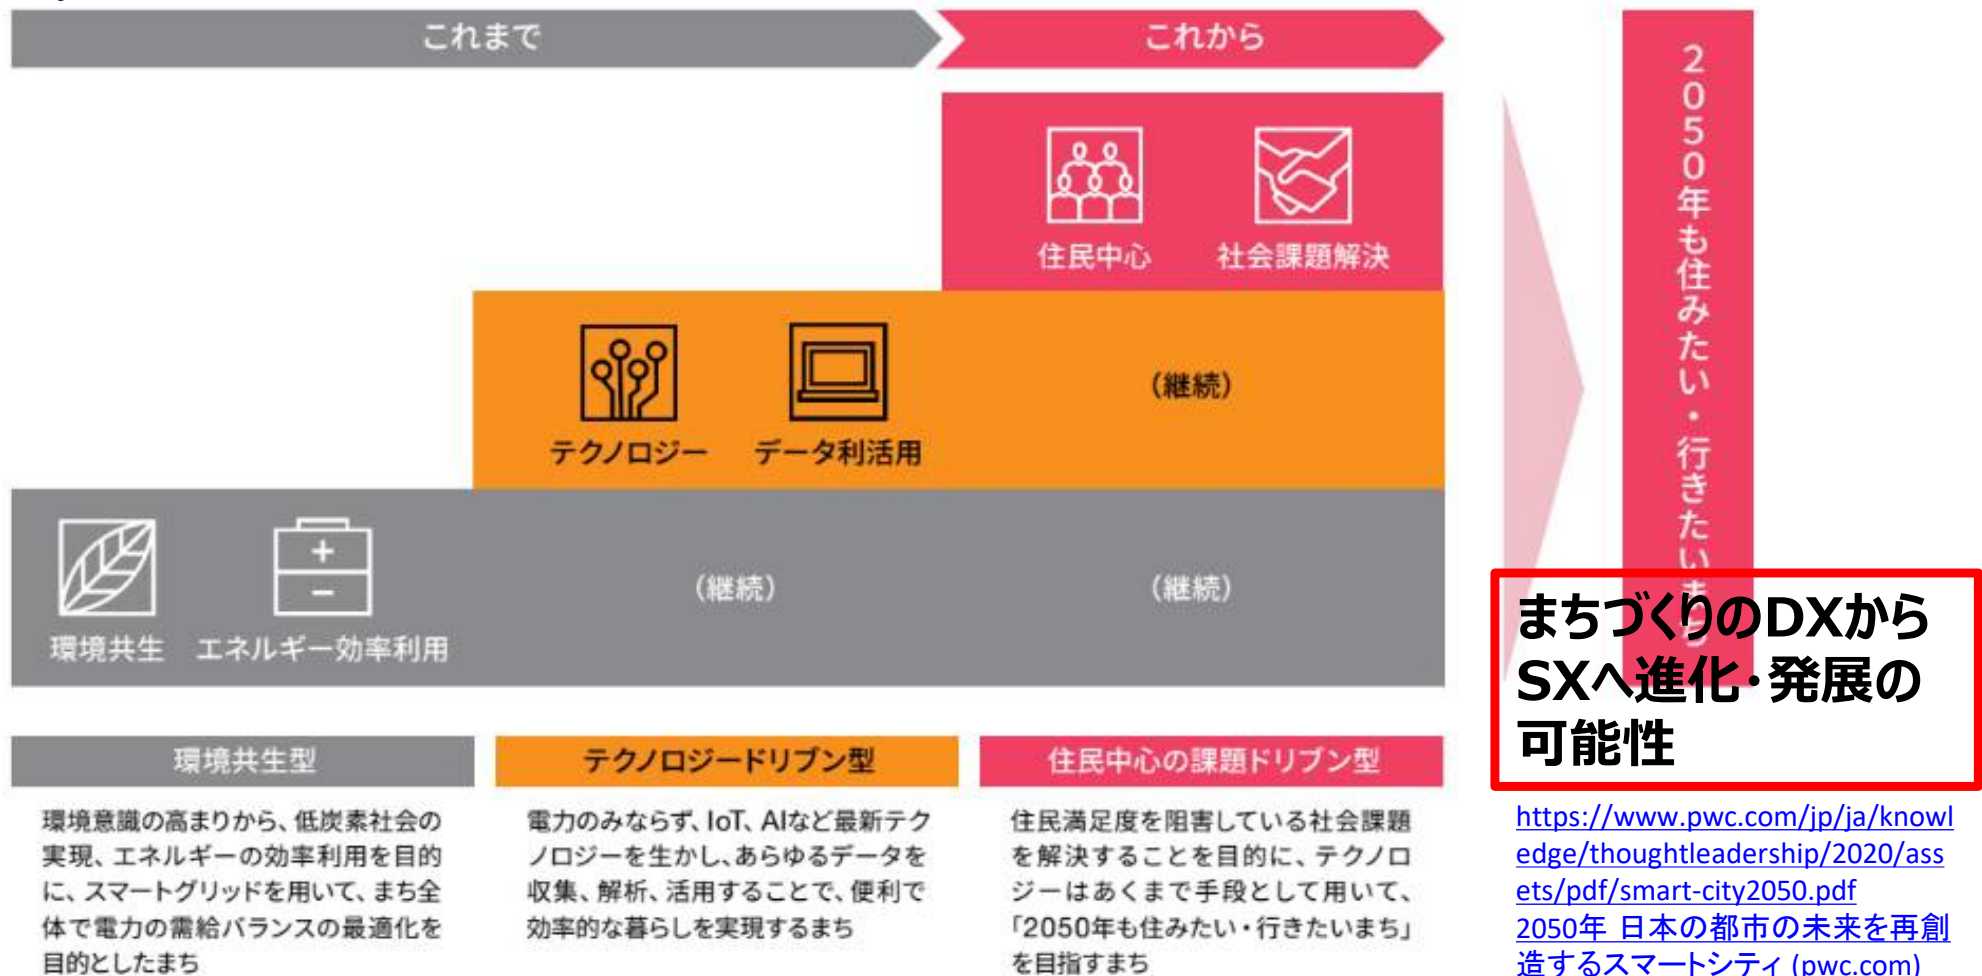 これまで
これから
2050年も住みたい・行きたいまち
住民中心
社会課題解決
テクノロジー
データ利活用
(継続)
環境共生
エネルギー効率利用
(継続)
(継続)
まちづくりのDXから
SXへ進化・発展の
可能性
環境共生型
環境意識の高まりから、低炭素社会の
実現、エネルギーの効率利用を目的
に、スマートグリッドを用いて、まち全
体で電力の需給バランスの最適化を
目的としたまち
テクノロジードリブン型
電力のみならず、IoT、AIなど最新テク
ノロジーを生かし、あらゆるデータを
収集、解析、活用することで、便利で
効率的な暮らしを実現するまち
住民中心の課題ドリブン型
住民満足度を阻害している社会課題
を解決することを目的に、テクノロ
ジーはあくまで手段として用いて、
「2050年も住みたい・行きたいまち」
を目指すまち
https://www.pwc.com/jp/ja/knowl
edge/thoughtleadership/2020/ass
ets/pdf/smart-city2050.pdf
2050年 日本の都市の未来を再創
造するスマートシティ (pwc.com)